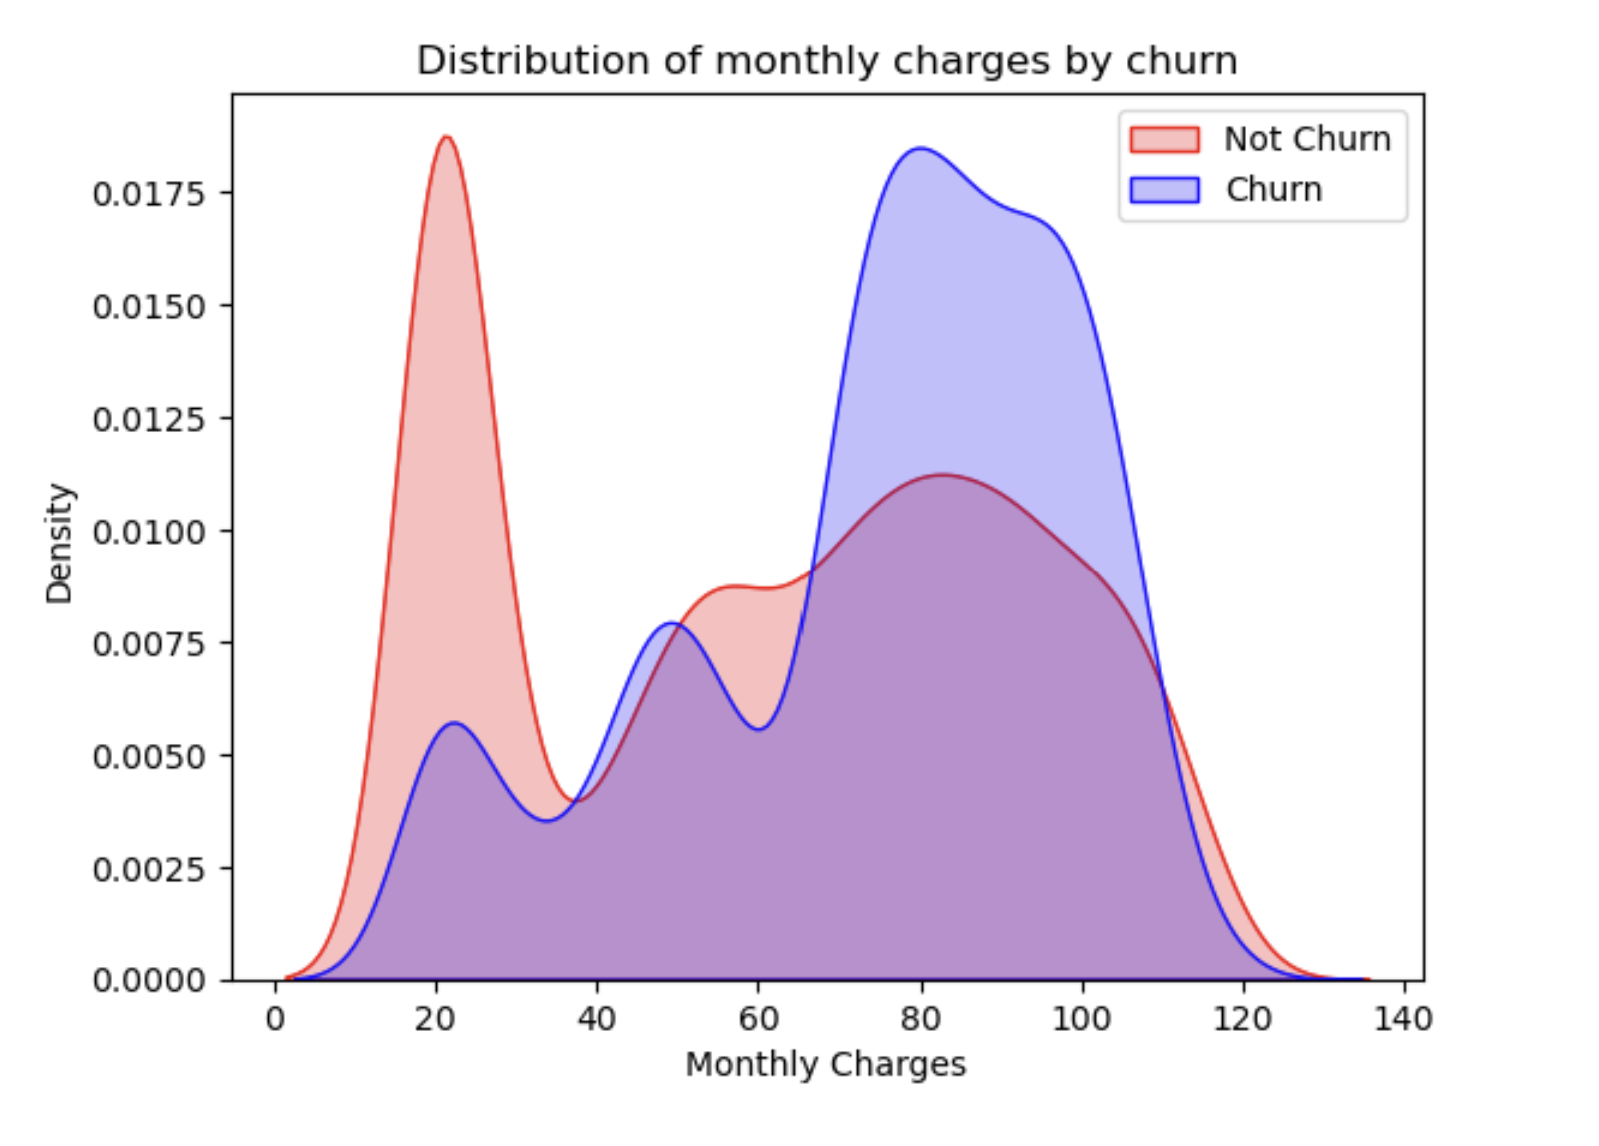 Distribution of monthly charges by churn
Not Churn
Churn
0.0175
0.0150
0.0125
0.0100
0.0075
0.0050
0.0025
0.0000
Density
0 20 40 60 80 100 120 140
Monthly Charges